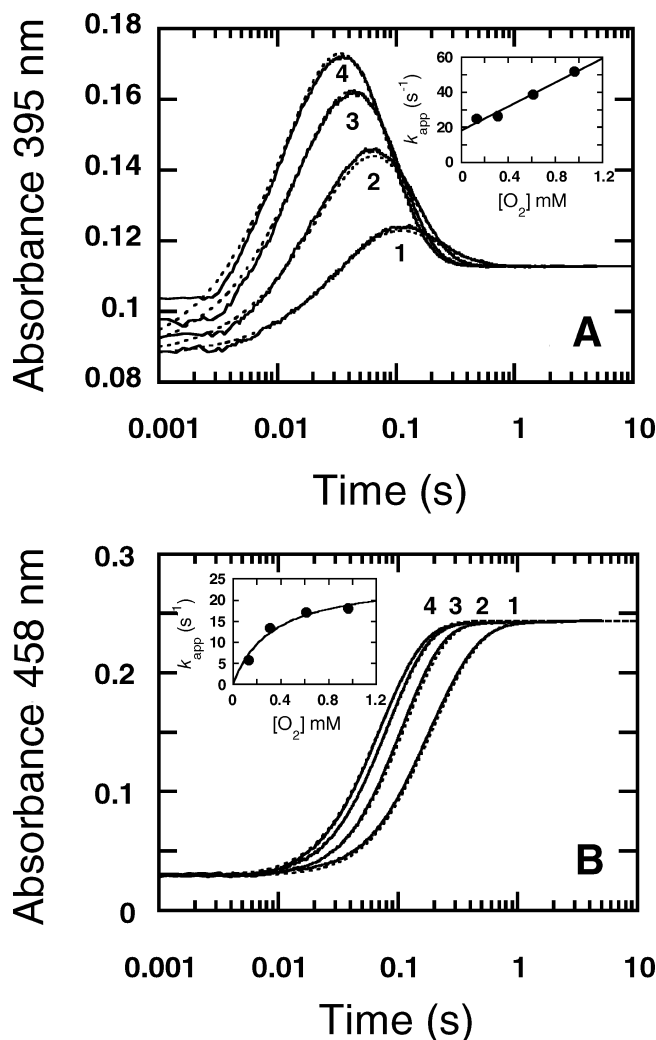 Absorbance 395 nm
0.18
0.16
0.14
0.12
0.1
0.08
4
3
2
1
k_app (s⁻¹)
60
40
20
0
0 0.4 0.8 1.2
[O₂] mM
A
0.001 0.01 0.1 1 10
Time (s)
Absorbance 458 nm
0.3
0.2
0.1
0
k_app (s⁻¹)
25
20
15
10
5
0
0 0.4 0.8 1.2
[O₂] mM
4 3 2 1
B
0.001 0.01 0.1 1 10
Time (s)